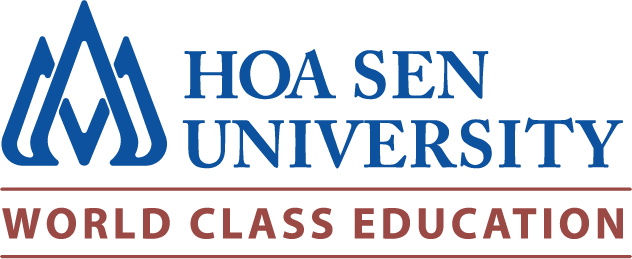 HOA SEN
UNIVERSITY
WORLD CLASS EDUCATION